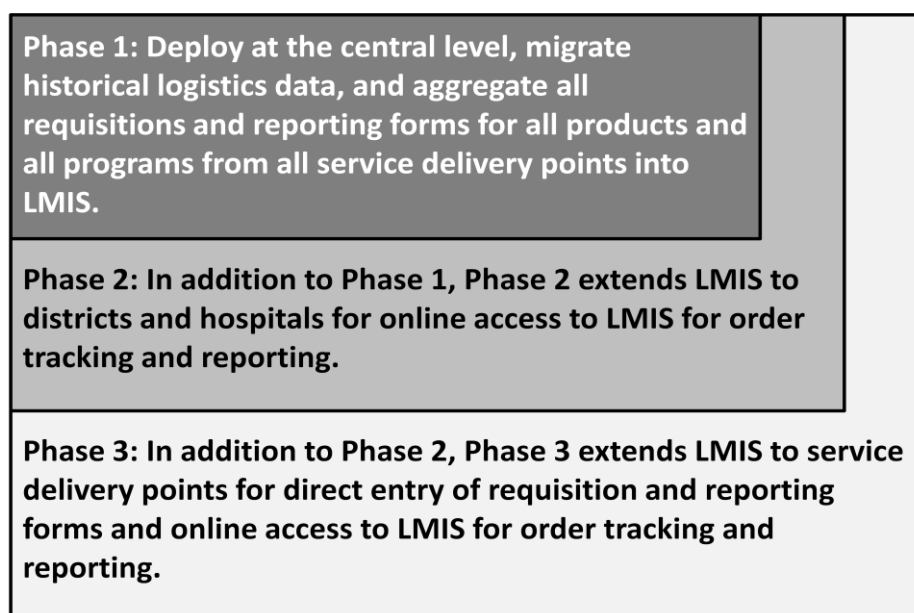 Phase 1: Deploy at the central level, migrate
historical logistics data, and aggregate all
requisitions and reporting forms for all products and
all programs from all service delivery points into
LMIS.
Phase 2: In addition to Phase 1, Phase 2 extends LMIS to
districts and hospitals for online access to LMIS for order
tracking and reporting.
Phase 3: In addition to Phase 2, Phase 3 extends LMIS to service
delivery points for direct entry of requisition and reporting
forms and online access to LMIS for order tracking and
reporting.